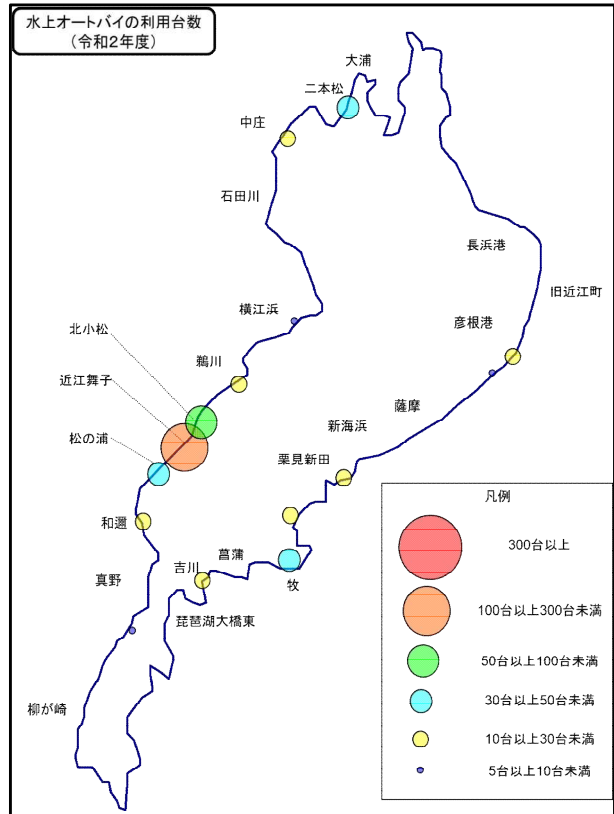 水上オートバイの利用台数
（令和2年度）
大浦
二本松
中庄
石田川
長浜港
旧近江町
横江浜
北小松
彦根港
鵜川
近江舞子
薩摩
新海浜
松の浦
栗見新田
和邇
菖蒲
吉川
牧
真野
琵琶湖大橋東
柳が崎
凡例
300台以上
100台以上300台未満
50台以上100台未満
30台以上50台未満
10台以上30台未満
5台以上10台未満